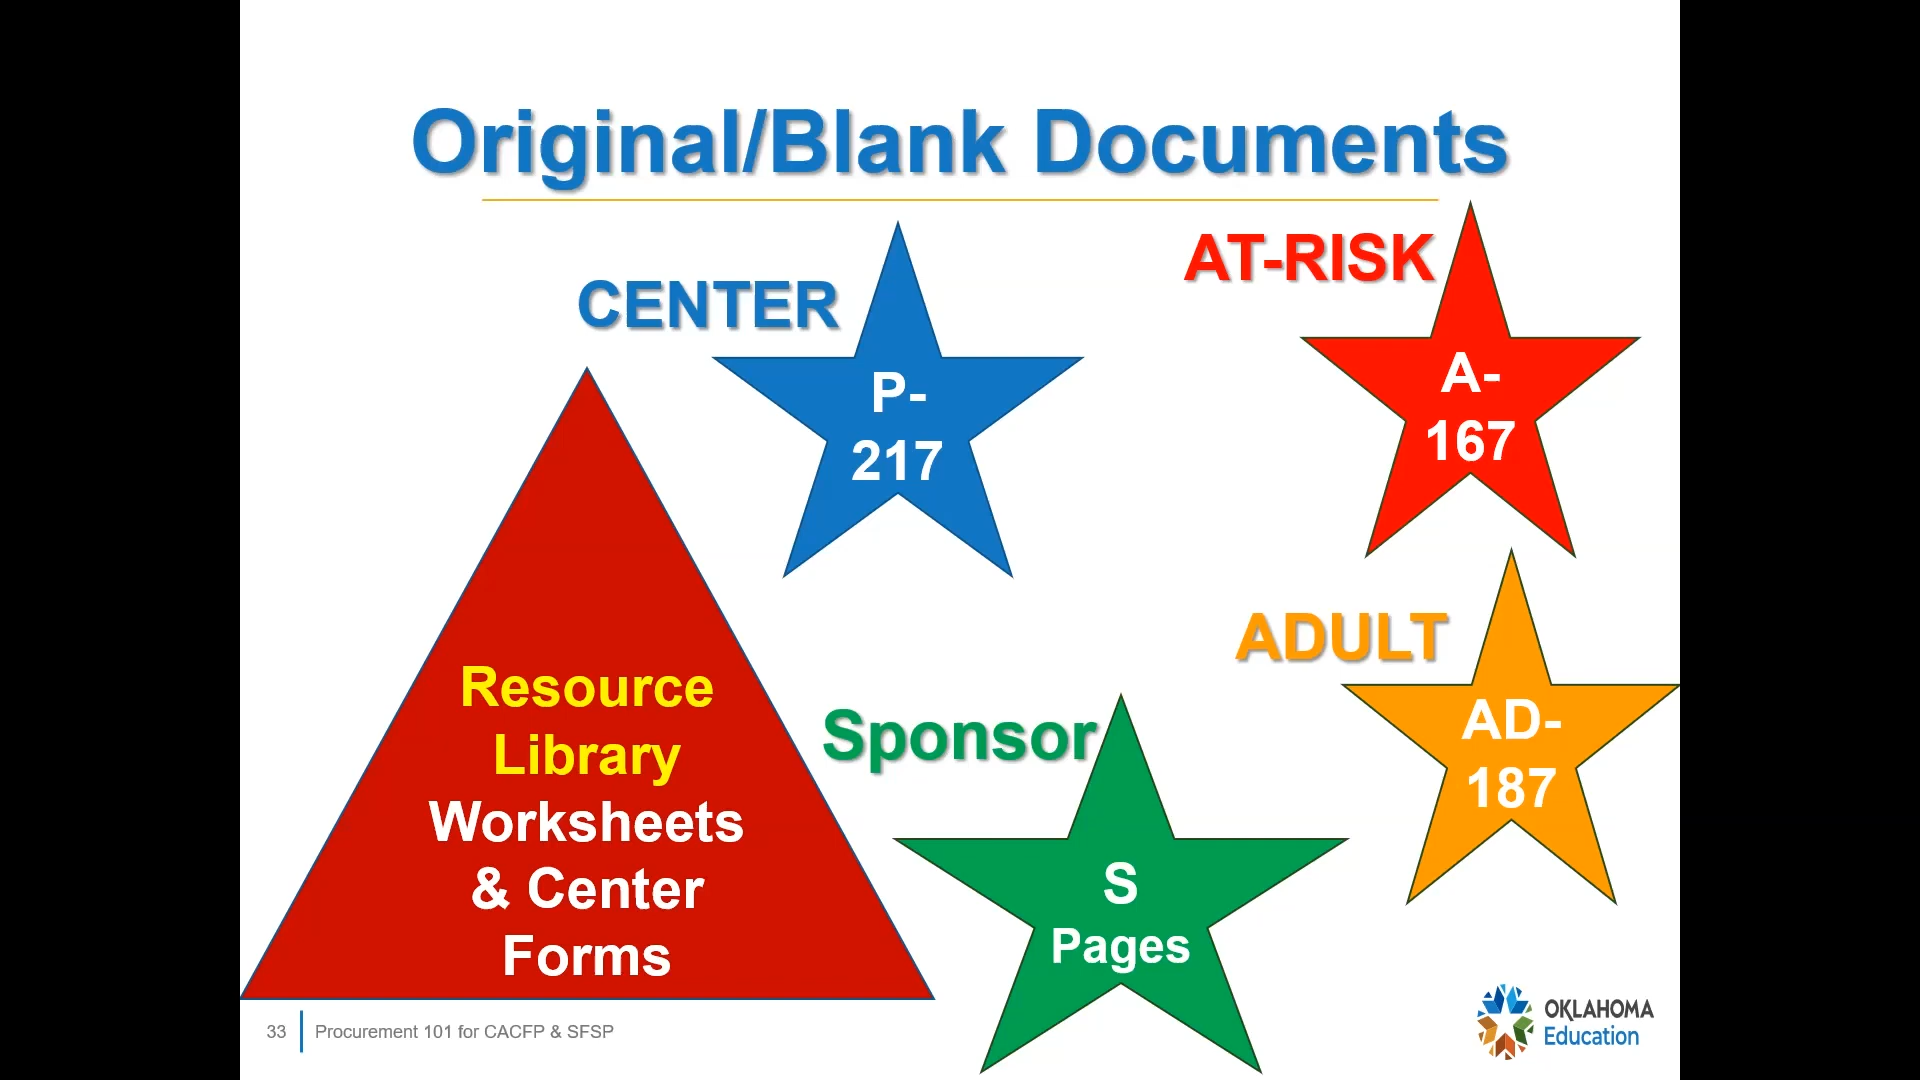 Original/Blank Documents
CENTER
P-
217
AT-RISK
A-
167
Resource
Library
Worksheets
& Center
Forms
Sponsor
S
Pages
ADULT
AD-
187
33
Procurement 101 for CACFP & SFSP
OKLAHOMA
Education